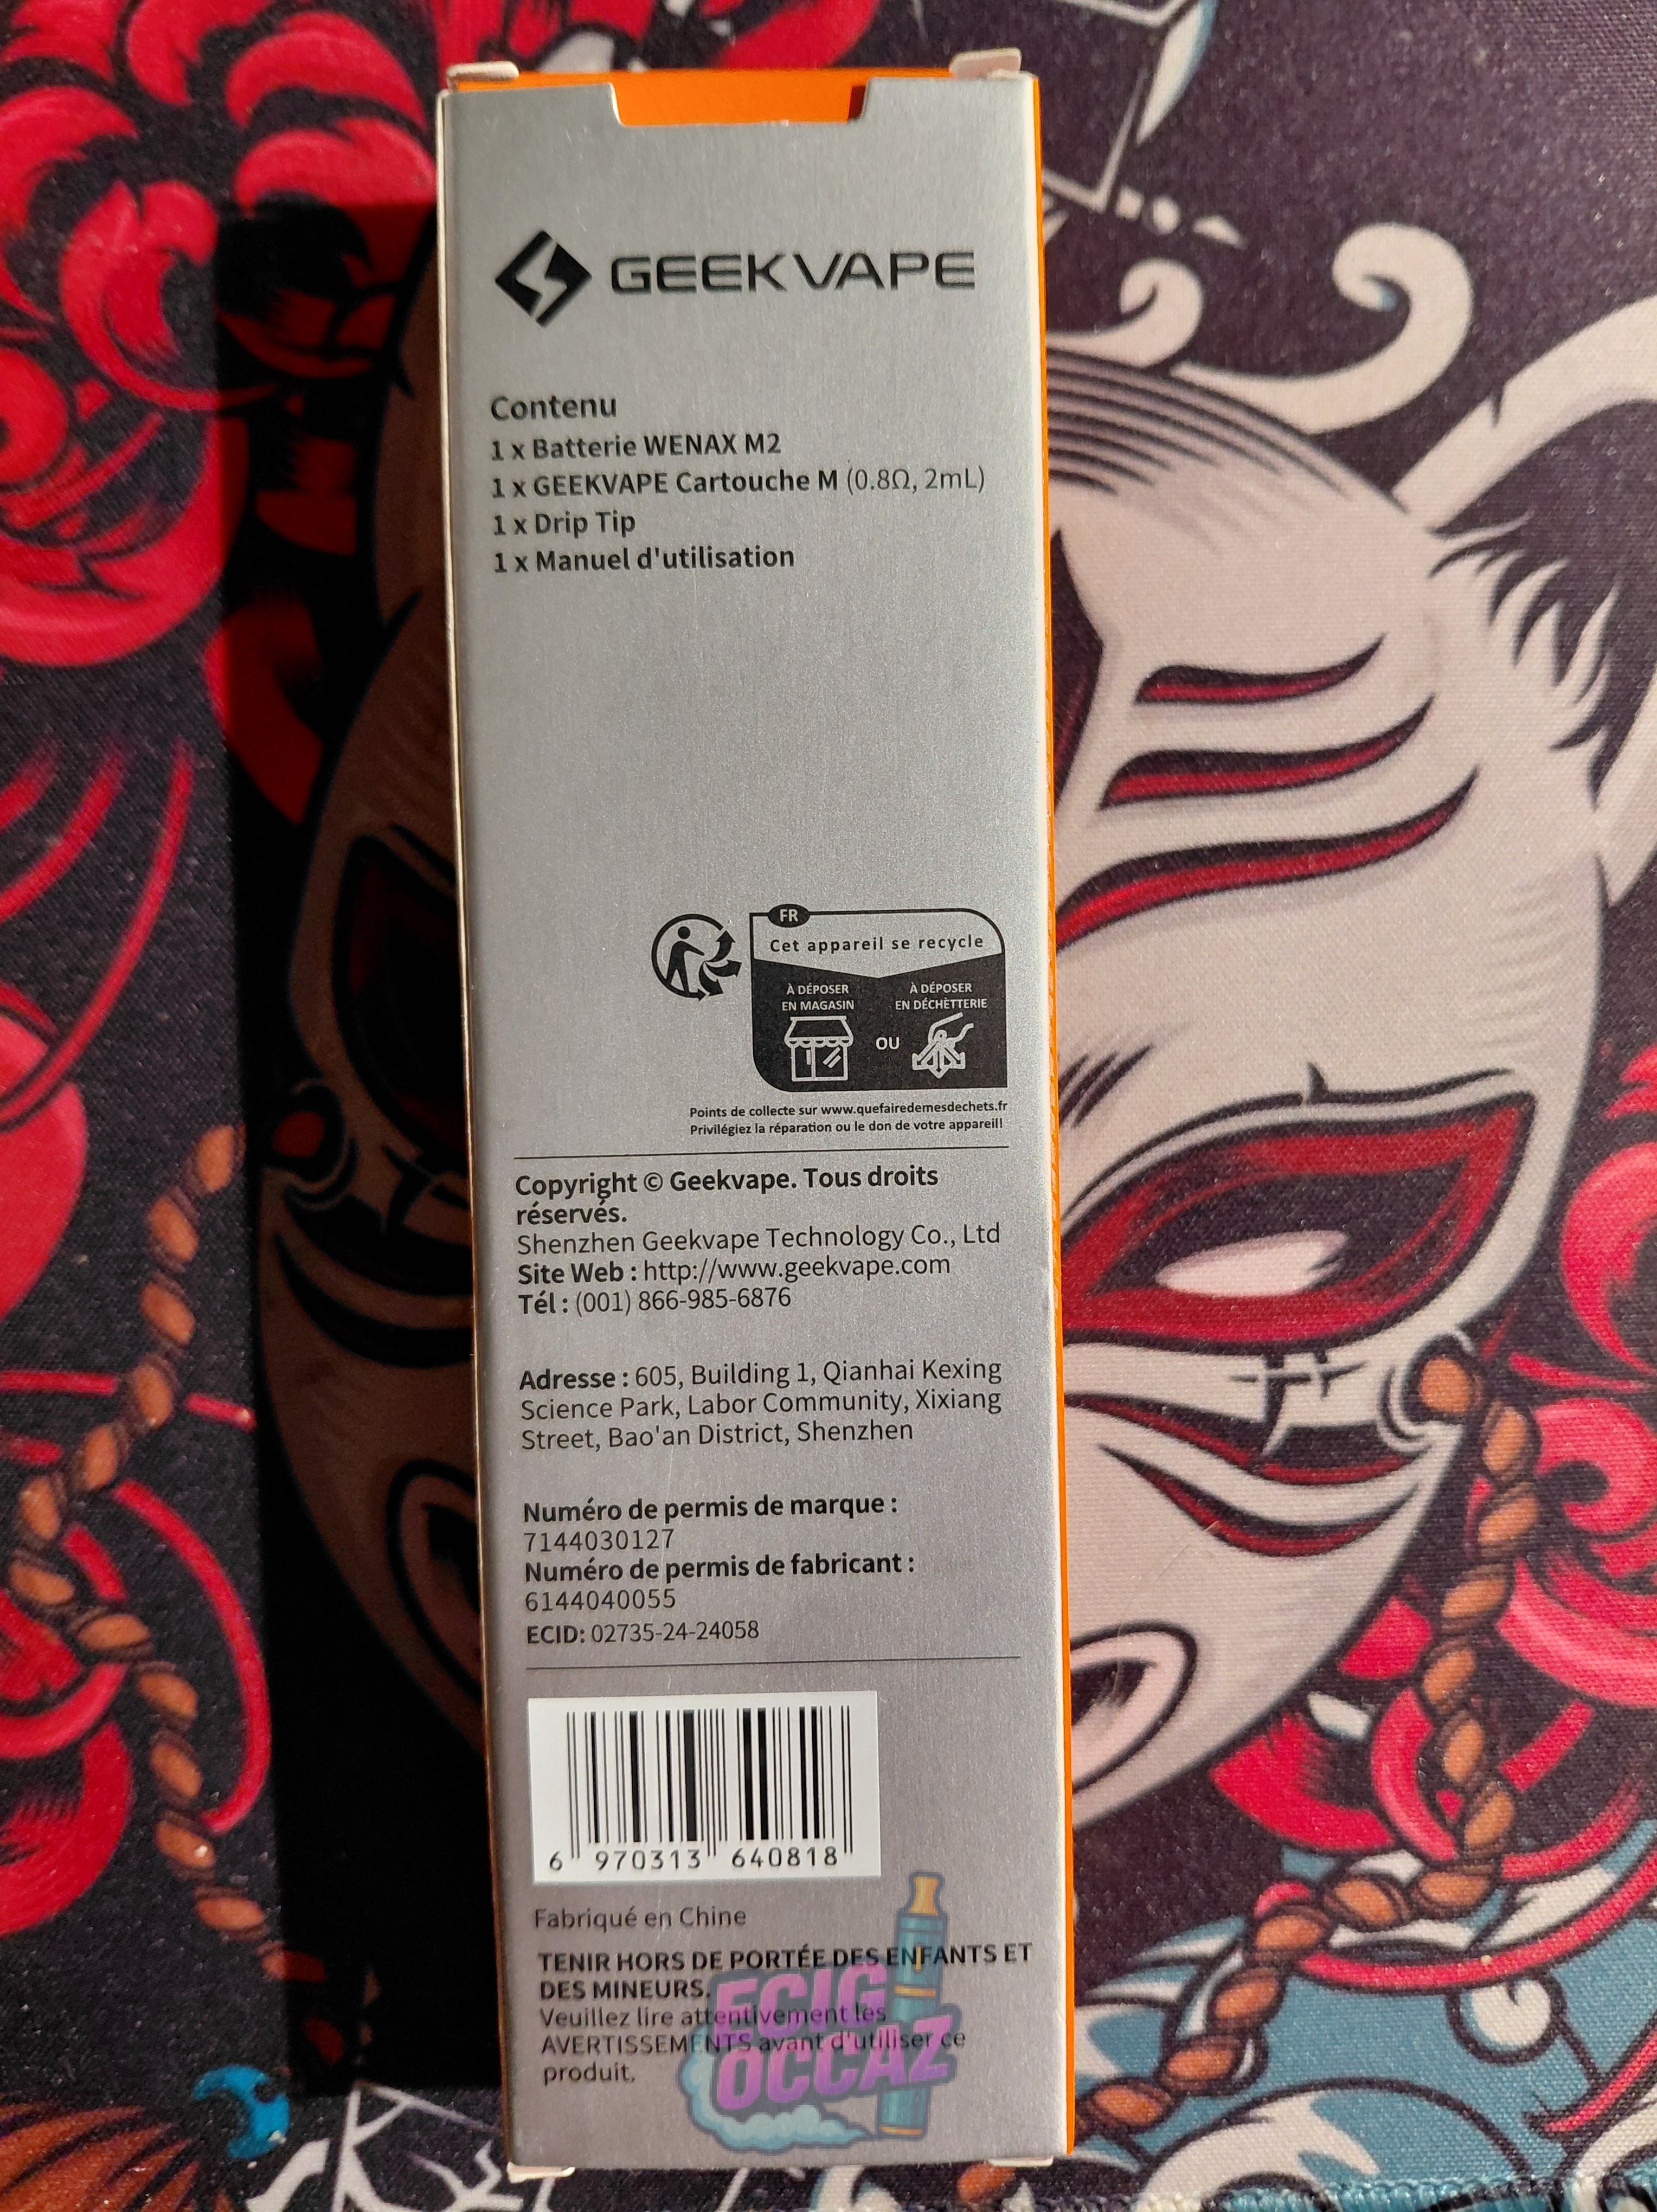 GEEKVAPE
Contenu
1 x Batterie WENAX M2
1 x GEEKVAPE Cartouche M (0.8Ω, 2mL)
1 x Drip Tip
1 x Manuel d'utilisation
FR
Cet appareil se recycle
À DÉPOSER
EN MAGASIN
OU
À DÉPOSER
EN DÉCHÈTTERIE
Points de collecte sur www.quefairedemesdechets.fr
Privilégiez la réparation ou le don de votre appareil!
Copyright © Geekvape. Tous droits
réservés.
Shenzhen Geekvape Technology Co., Ltd
Site Web : http://www.geekvape.com
Tél : (001) 866-985-6876
Adresse : 605, Building 1, Qianhai Kexing
Science Park, Labor Community, Xixiang
Street, Bao'an District, Shenzhen
Numéro de permis de marque :
7144030127
Numéro de permis de fabricant :
6144040055
ECID: 02735-24-24058
6 970313 640818
Fabriqué en Chine
TENIR HORS DE PORTÉE DES ENFANTS ET
DES MINEURS.
Veuillez lire attentivement les
AVERTISSEMENTS avant d'utiliser ce
produit.
ECIG
OCCAZ